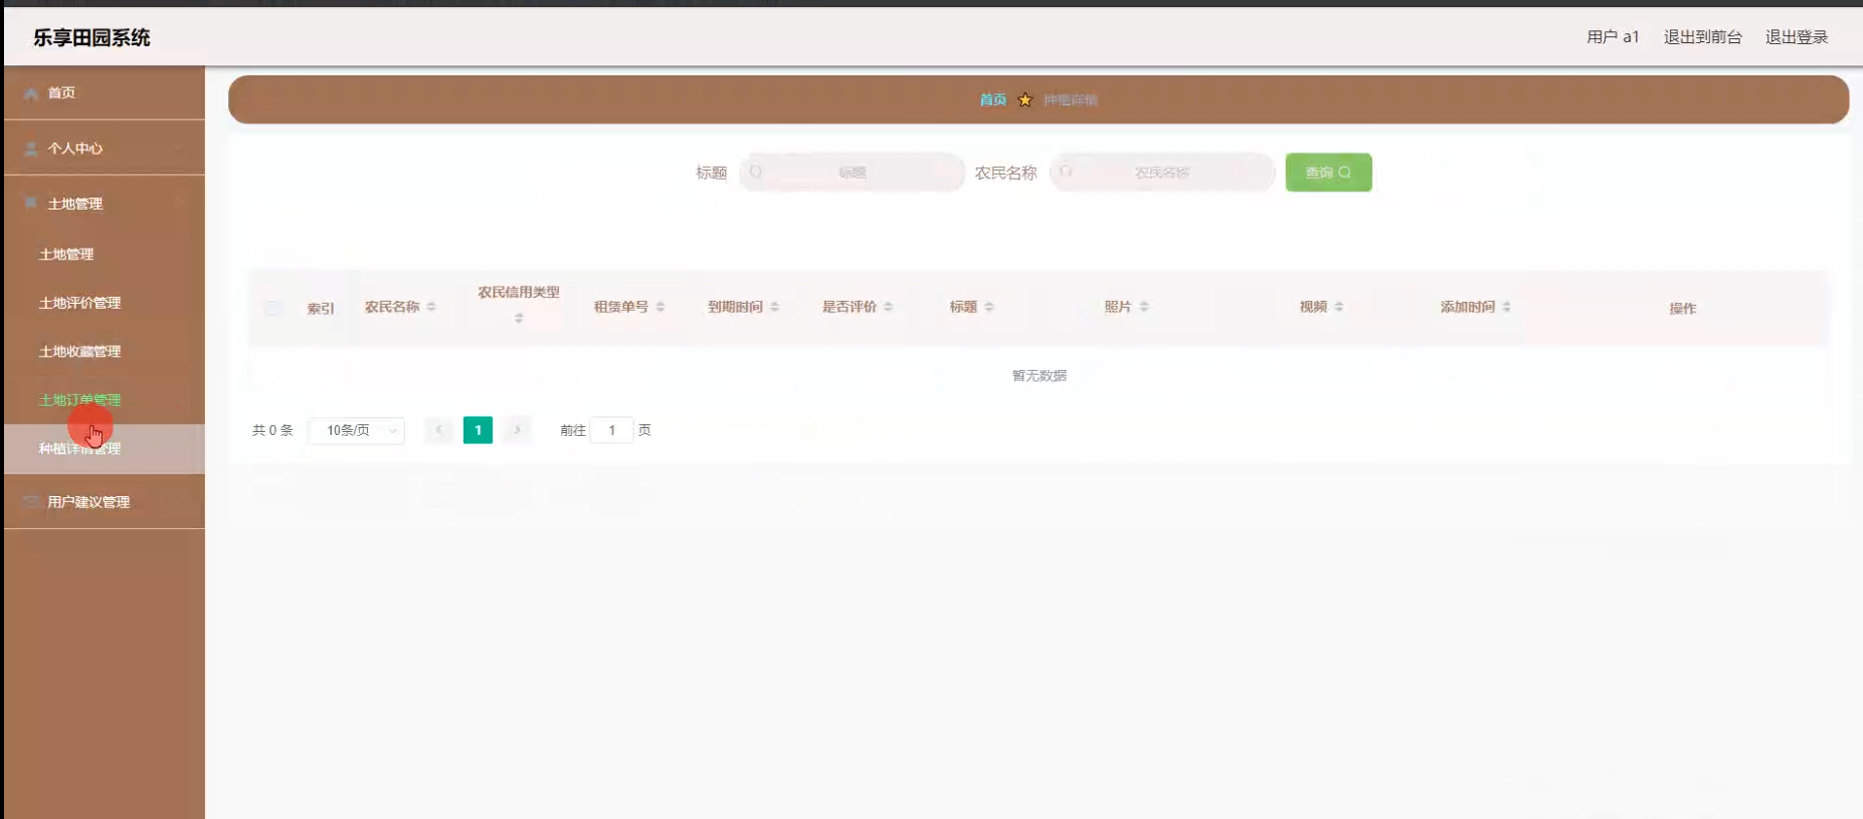 乐享田园系统
用户 a1 退出到前台 退出登录
首页
个人中心
土地管理
土地管理
土地评价管理
土地收藏管理
土地订单管理
种植详情管理
用户建议管理
首页 种植详情
标题 标题 农民名称 农民名称 查询
索引 农民名称 农民信用类型 租赁单号 到期时间 是否评价 标题 照片 视频 添加时间 操作
暂无数据
共 0 条 10条/页 1 前往 1 页